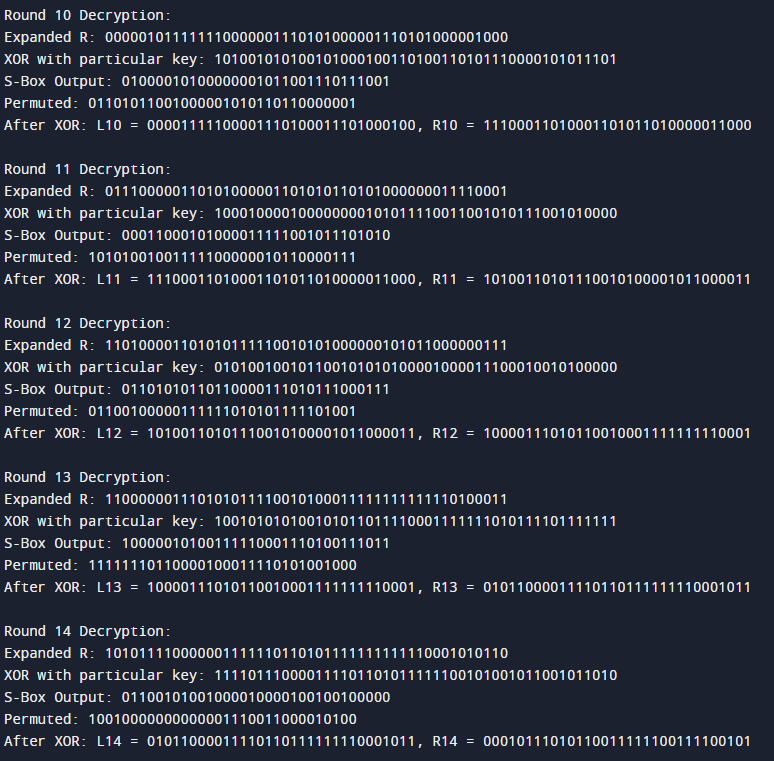 Round 10 Decryption:
Expanded R: 000001011111110000001110101000001110101000001000
XOR with particular key: 101001010100101000100110100110101110000101011101
S-Box Output: 01000010100000001011001110111001
Permuted: 01101011001000001010110110000001
After XOR: L10 = 00001111100001110100011101000100, R10 = 11100011010001101011010000011000
Round 11 Decryption:
Expanded R: 011100000110101000001101010110101000000011110001
XOR with particular key: 100010000100000000101011110011001010111001010000
S-Box Output: 00011000101000011111001011101010
Permuted: 10101001001111100000010110000111
After XOR: L11 = 11100011010001101011010000011000, R11 = 10100110101110010100001011000011
Round 12 Decryption:
Expanded R: 110100001101010111110010101000000101011000000111
XOR with particular key: 010100100101100101010100001000011100010010100000
S-Box Output: 01101010110110000111010111000111
Permuted: 01100100000111111010101111101001
After XOR: L12 = 10100110101110010100001011000011, R12 = 10000111010110010001111111110001
Round 13 Decryption:
Expanded R: 110000001110101011110010100011111111111110100011
XOR with particular key: 100101010100101011011110001111111010111101111111
S-Box Output: 10000010100111110001110100111011
Permuted: 11111110110000100011110101001000
After XOR: L13 = 10000111010110010001111111110001, R13 = 01011000011110110111111110001011
Round 14 Decryption:
Expanded R: 101011110000001111110110101111111111110001010110
XOR with particular key: 111101110000111101101011111100101001011001011010
S-Box Output: 01100101001000010000100100100000
Permuted: 10010000000000001110001100010100
After XOR: L14 = 01011000011110110111111110001011, R14 = 00010111010110011111110011100101